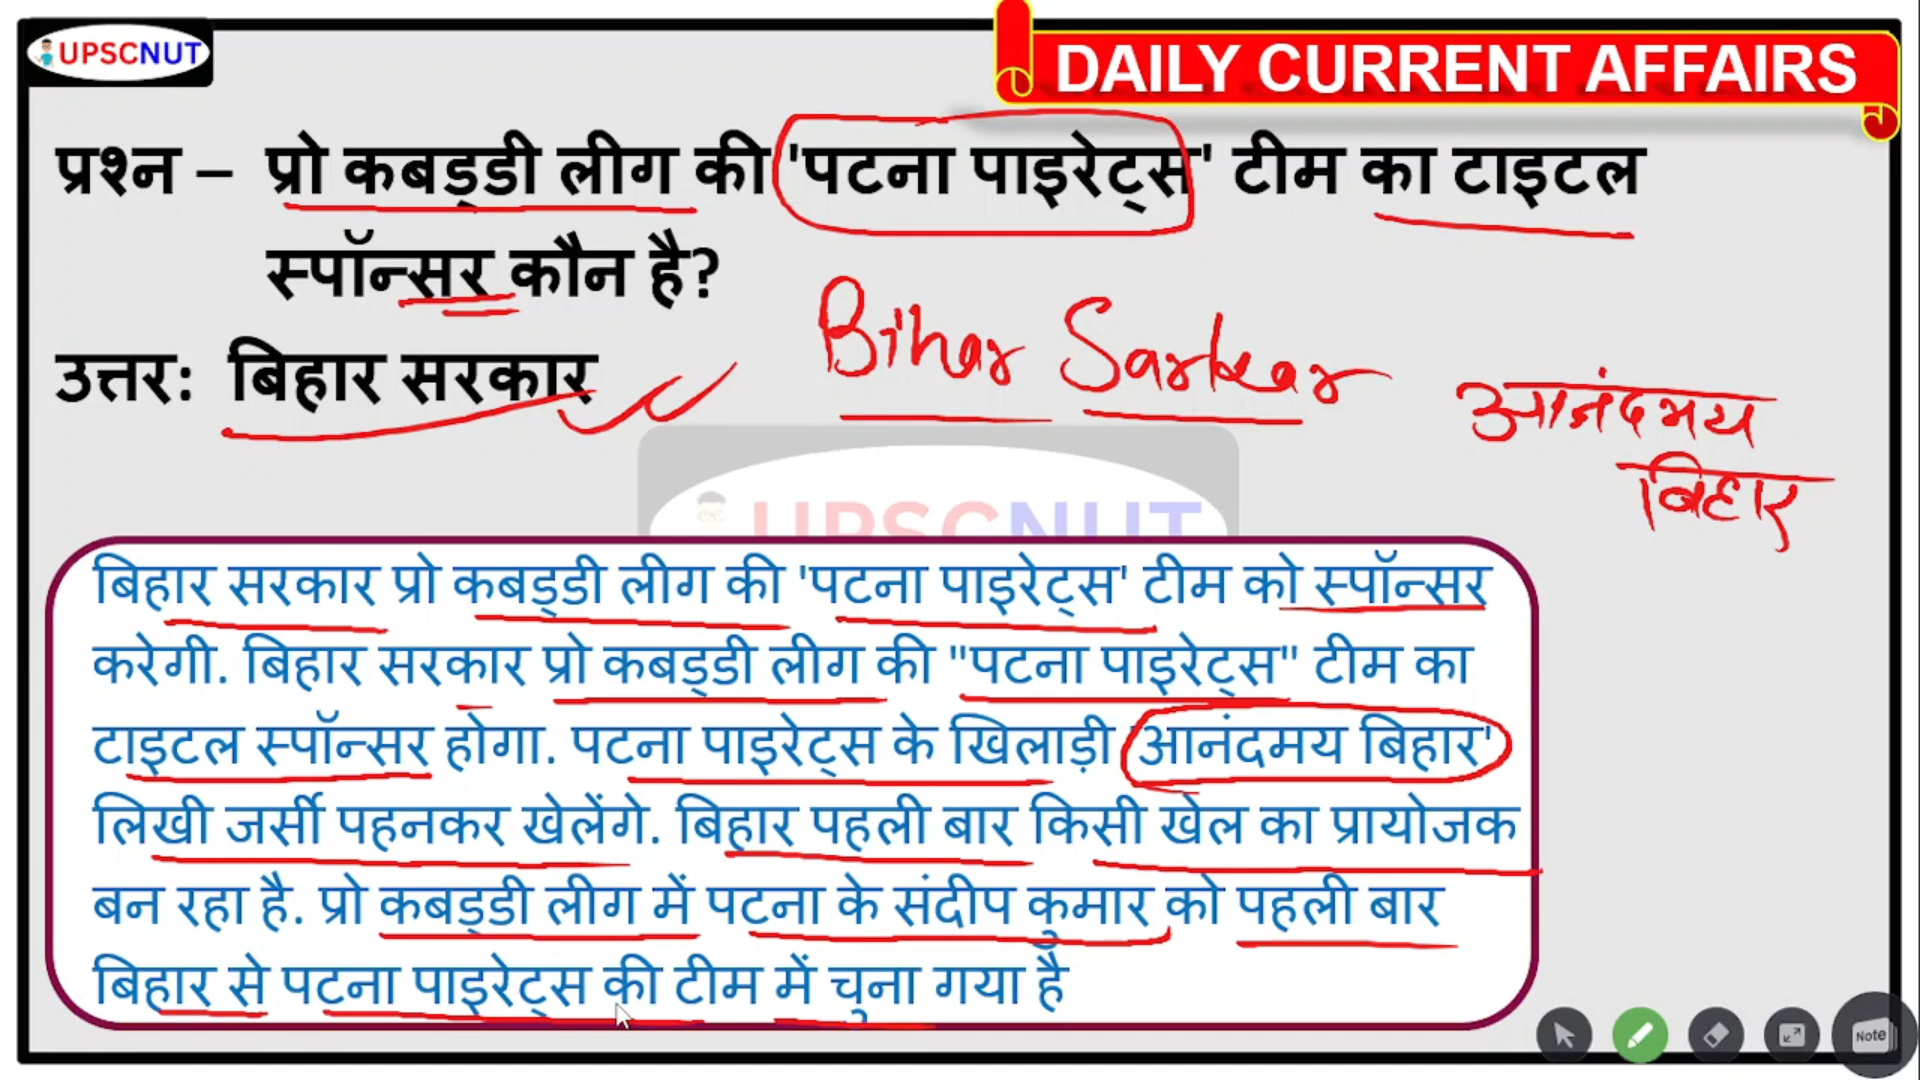 UPSCNUT
DAILY CURRENT AFFAIRS
प्रश्न – प्रो कबड्डी लीग की 'पटना पाइरेट्स' टीम का टाइटल
स्पॉन्सर कौन है?
उत्तर: बिहार सरकार
Bihar Sarkar
आनंदमय
बिहार
UPSCNUT
बिहार सरकार प्रो कबड्डी लीग की 'पटना पाइरेट्स' टीम को स्पॉन्सर
करेगी. बिहार सरकार प्रो कबड्डी लीग की "पटना पाइरेट्स" टीम का
टाइटल स्पॉन्सर होगा. पटना पाइरेट्स के खिलाड़ी 'आनंदमय बिहार'
लिखी जर्सी पहनकर खेलेंगे. बिहार पहली बार किसी खेल का प्रायोजक
बन रहा है. प्रो कबड्डी लीग में पटना के संदीप कुमार को पहली बार
बिहार से पटना पाइरेट्स की टीम में चुना गया है
Note